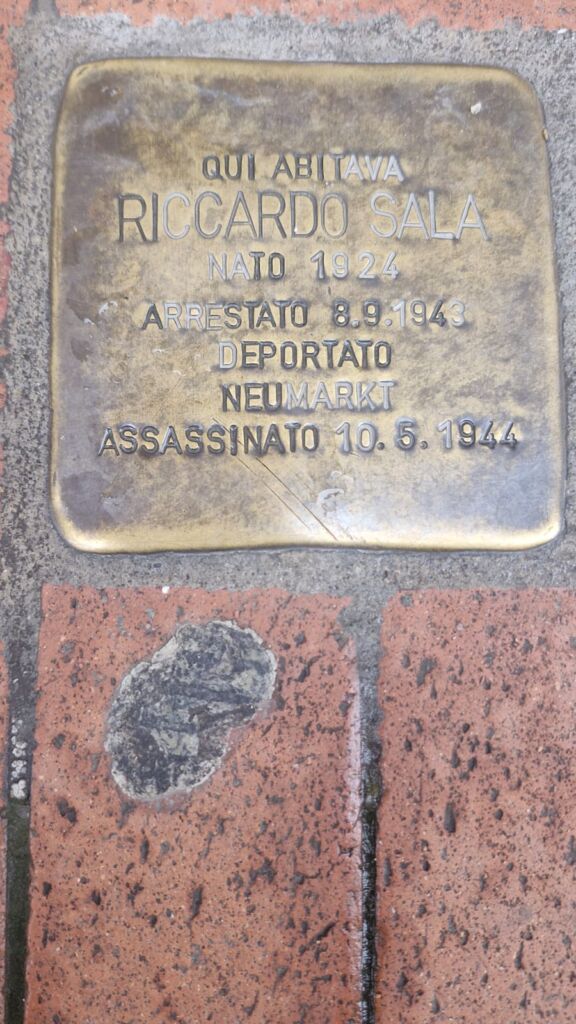 QUI ABITAVA
RICCARDO SALA
NATO 1924
ARRESTATO 8.9.1943
DEPORTATO
NEUMARKT
ASSASSINATO 10.5.1944